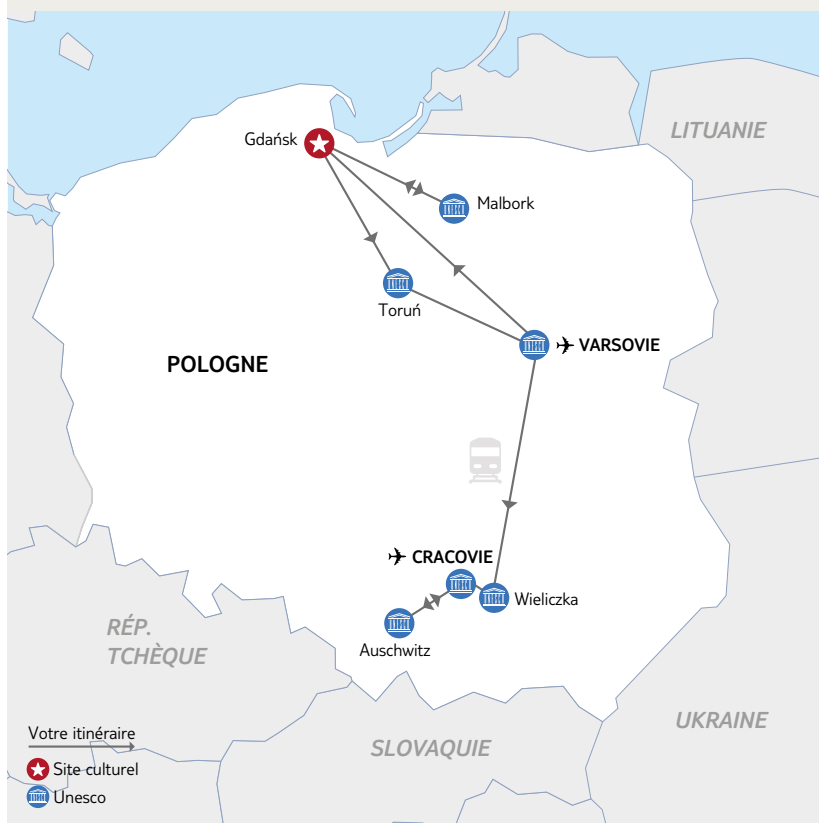 LITUANIE
Gdańsk
Malbork
Toruń
VARSOVIE
POLOGNE
CRACOVIE
Wieliczka
Auschwitz
RÉP.
TCHÈQUE
UKRAINE
SLOVAQUIE
Votre itinéraire
Site culturel
Unesco